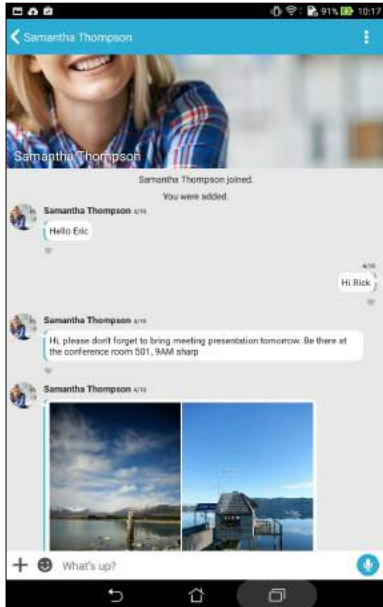 91% 10:17
Samantha Thompson
Samantha Thompson
Samantha Thompson joined.
You were added.
Samantha Thompson 4/10
Hello Eric
4/10
Hi Rick
Samantha Thompson 4/10
Hi, please don't forget to bring meeting presentation tomorrow. Be there at
the conference room 501, 9AM sharp
Samantha Thompson 4/10
What's up?